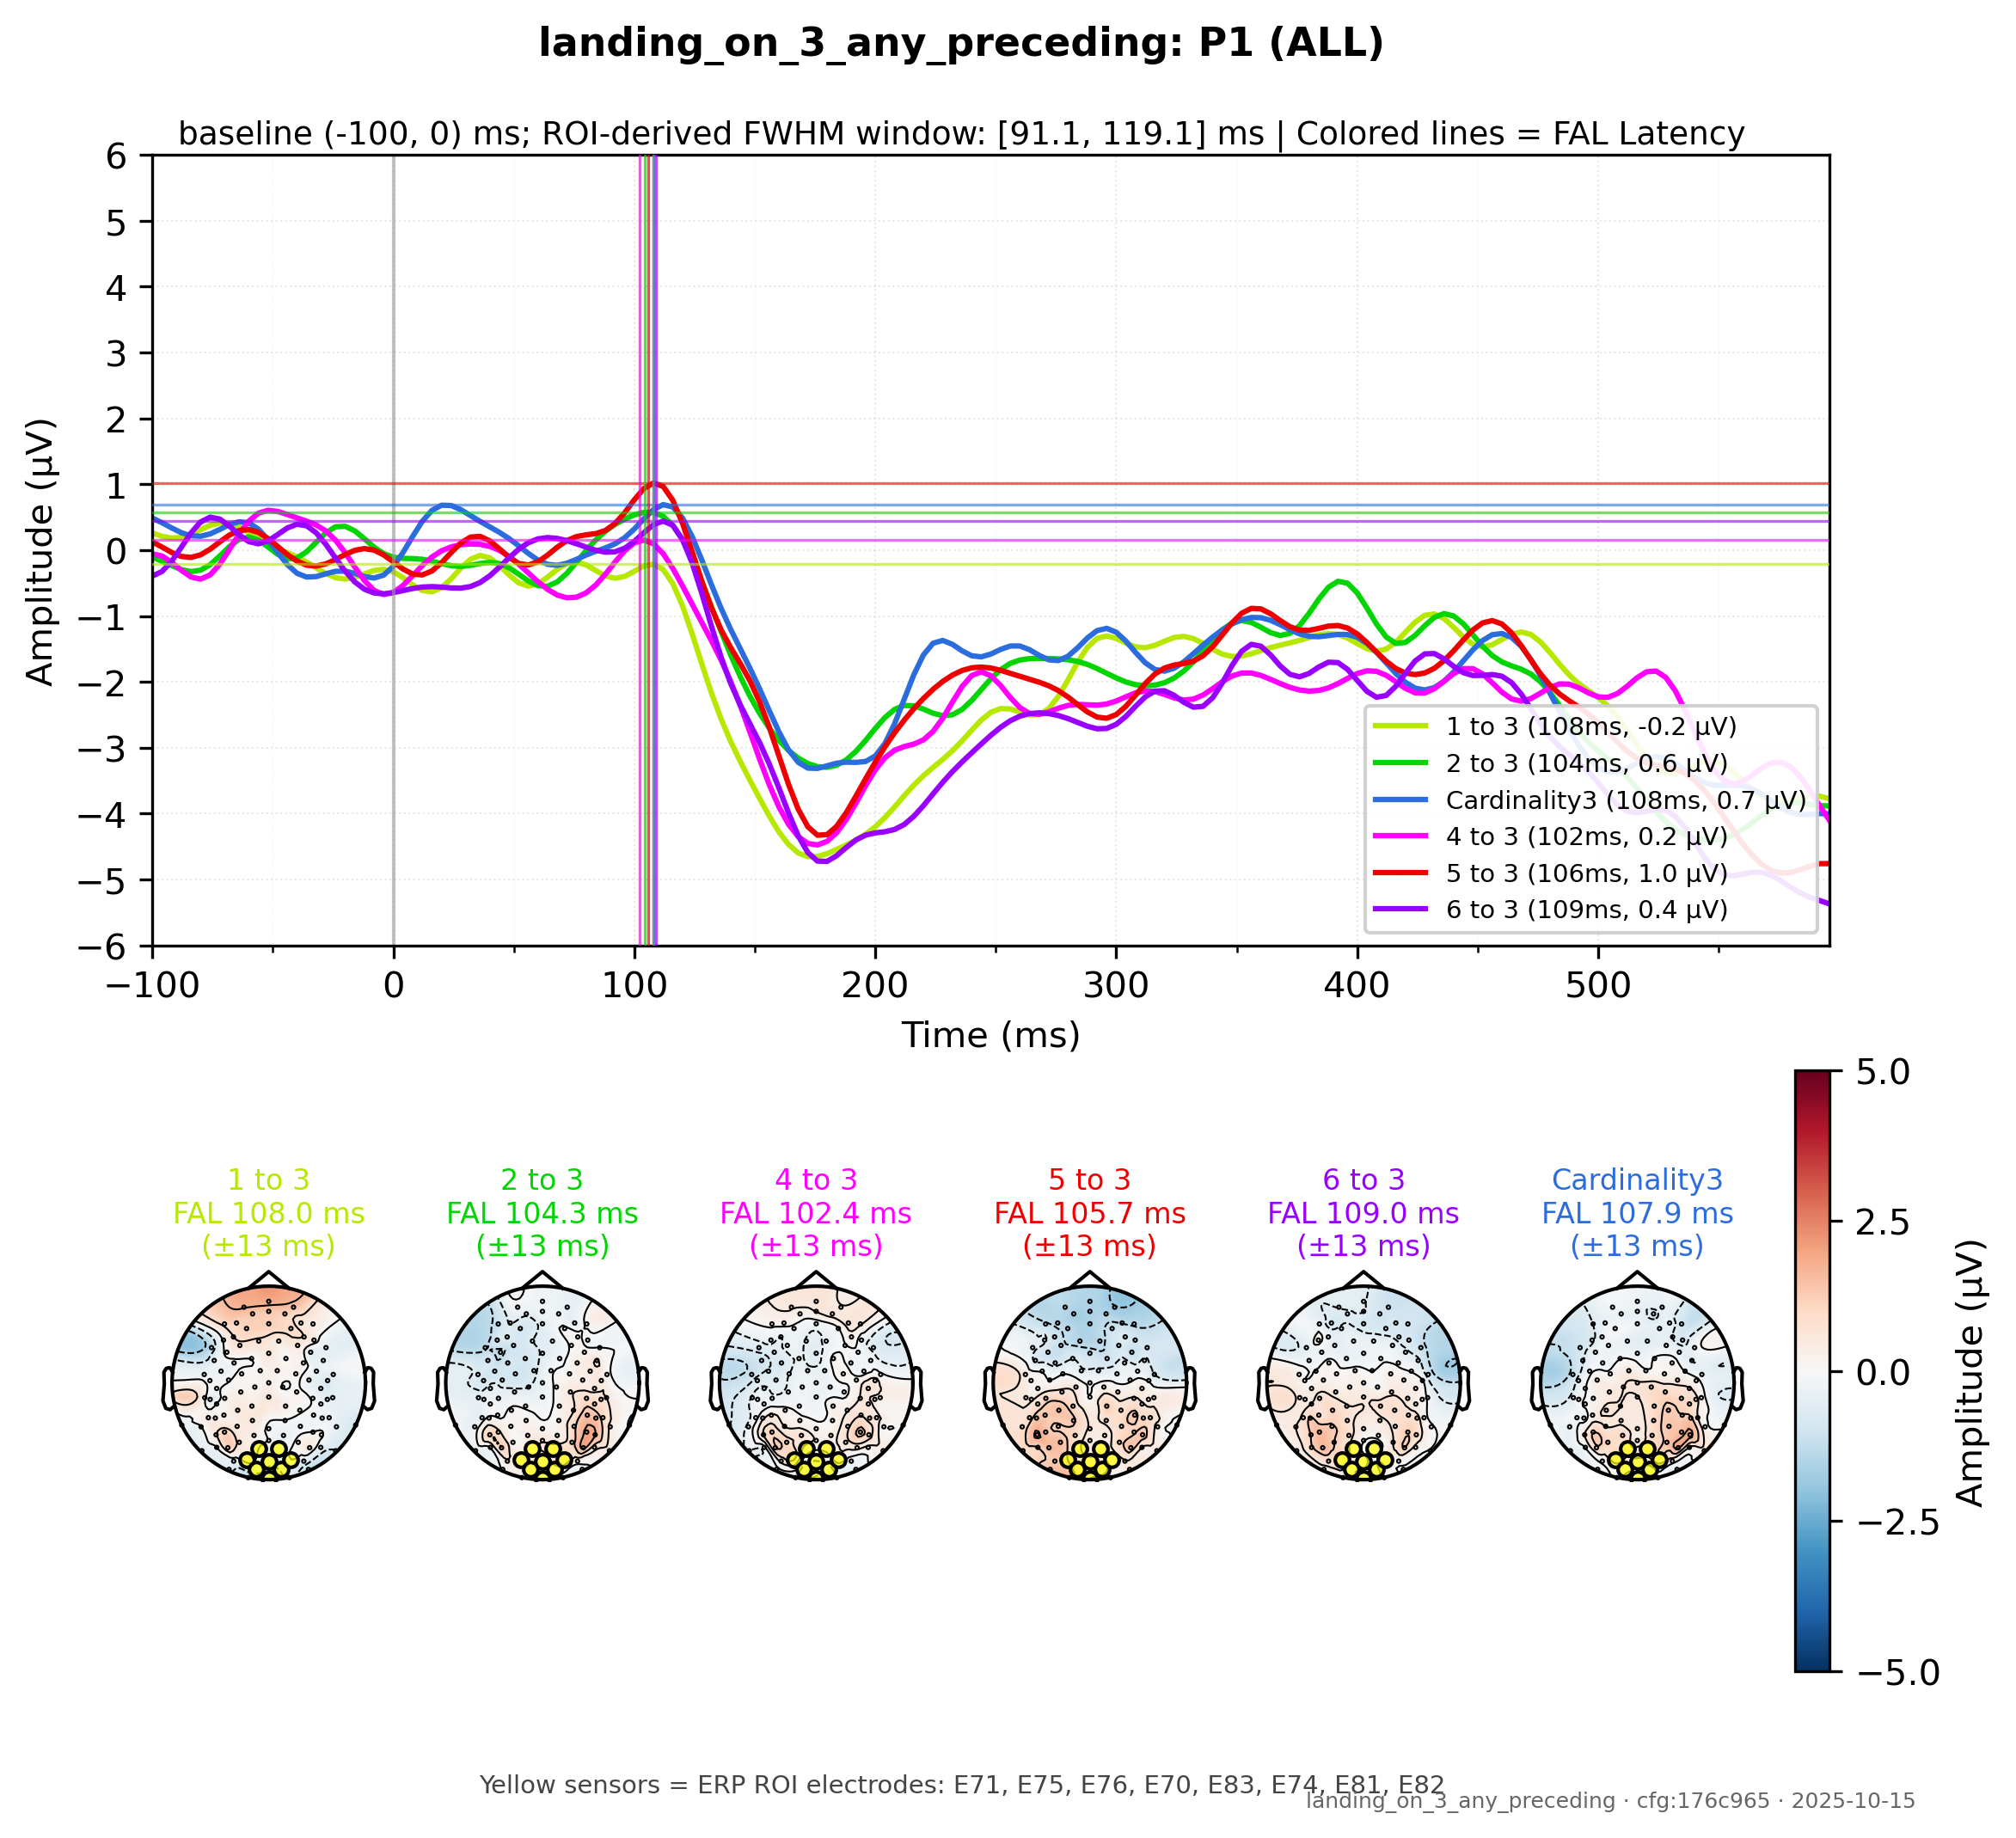 landing_on_3_any_preceding: P1 (ALL)
baseline (-100, 0) ms; ROI-derived FWHM window: [91.1, 119.1] ms | Colored lines = FAL Latency
6
5
4
3
2
1
0
−1
−2
−3
−4
−5
−6
Amplitude (µV)
1 to 3 (108ms, -0.2 µV)
2 to 3 (104ms, 0.6 µV)
Cardinality3 (108ms, 0.7 µV)
4 to 3 (102ms, 0.2 µV)
5 to 3 (106ms, 1.0 µV)
6 to 3 (109ms, 0.4 µV)
−100 0 100 200 300 400 500
Time (ms)
1 to 3
FAL 108.0 ms
(±13 ms)
2 to 3
FAL 104.3 ms
(±13 ms)
4 to 3
FAL 102.4 ms
(±13 ms)
5 to 3
FAL 105.7 ms
(±13 ms)
6 to 3
FAL 109.0 ms
(±13 ms)
Cardinality3
FAL 107.9 ms
(±13 ms)
5.0
2.5
0.0
−2.5
−5.0
Amplitude (µV)
Yellow sensors = ERP ROI electrodes: E71, E75, E76, E70, E83, E74, E81, E82
landing_on_3_any_preceding · cfg:176c965 · 2025-10-15